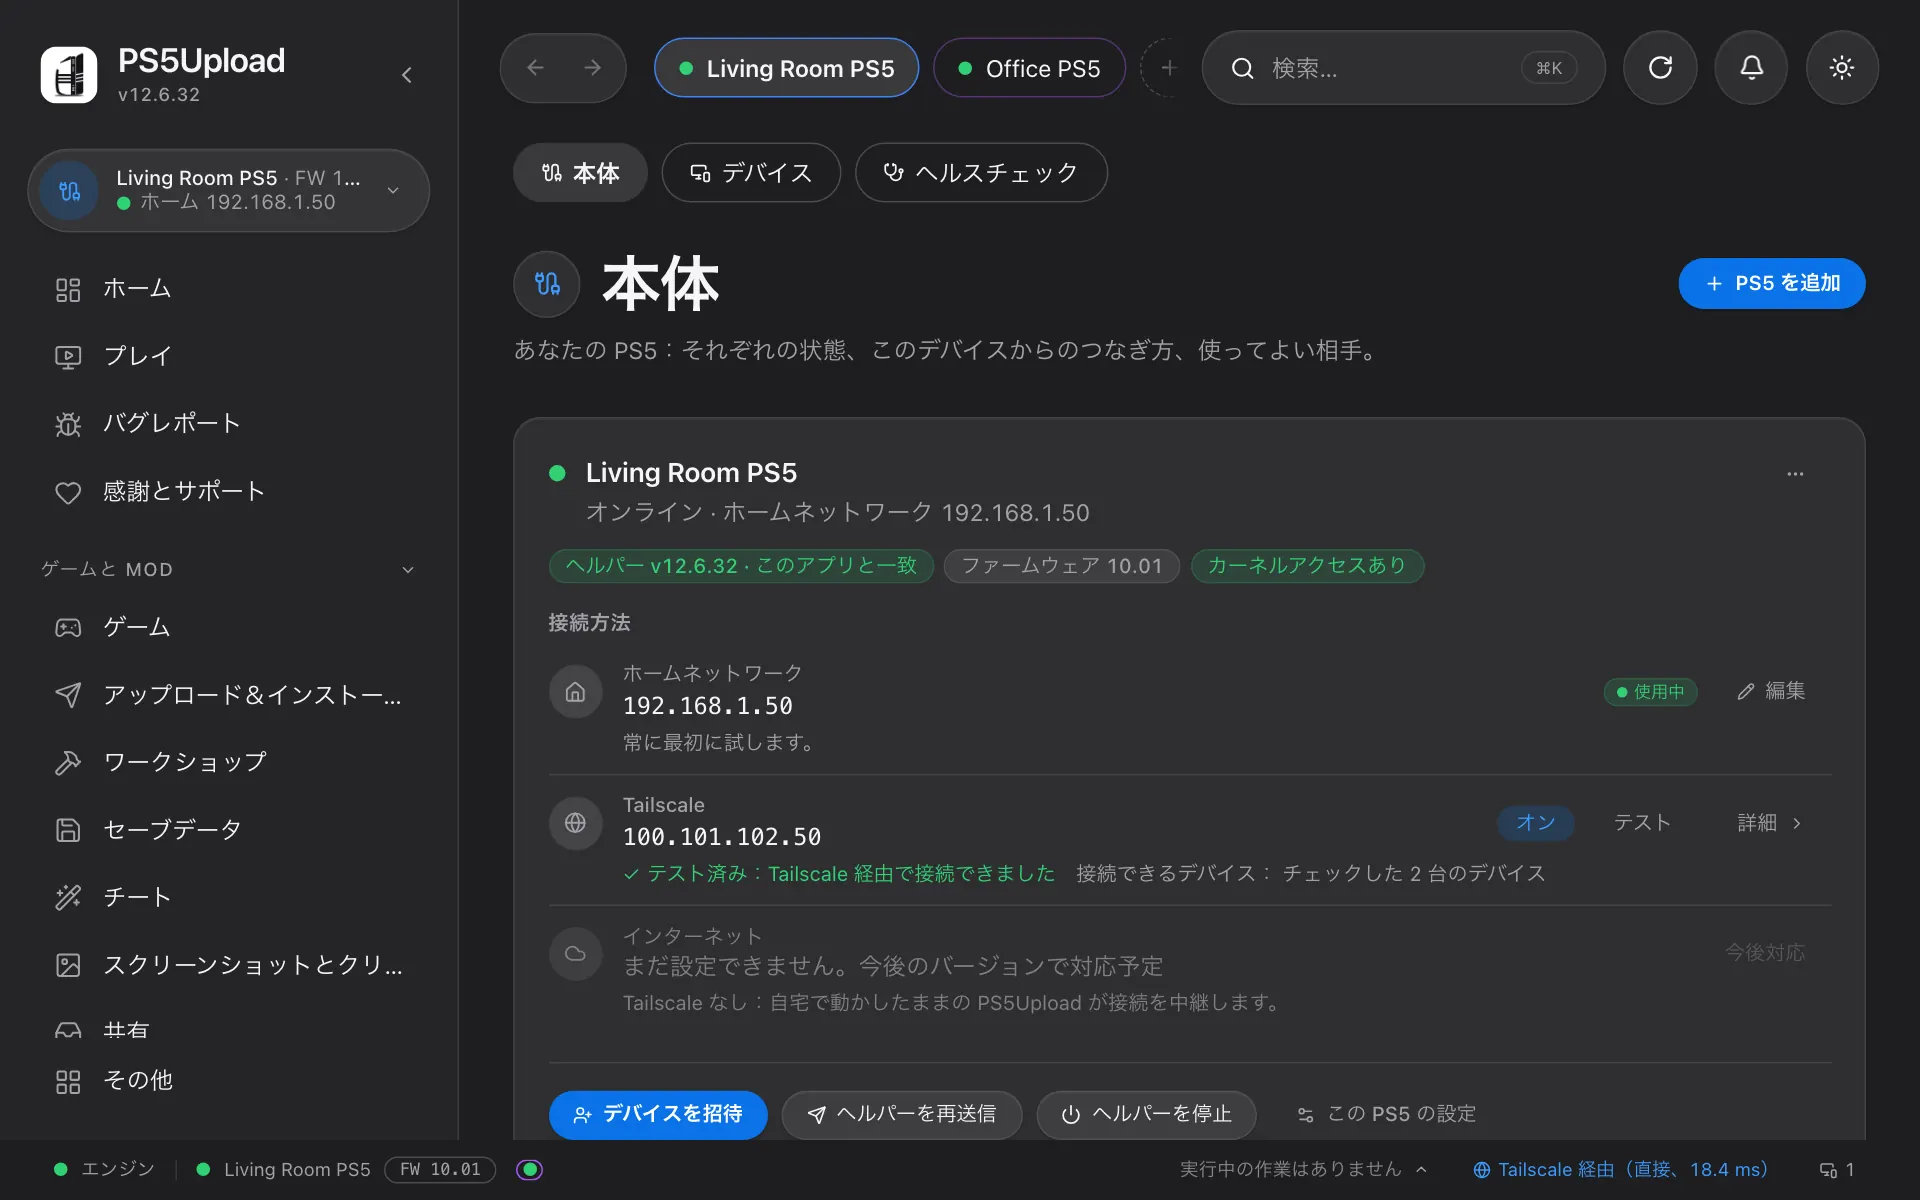 PS5Upload
v12.6.32
Living Room PS5 · FW 1...
ホーム 192.168.1.50
ホーム
プレイ
バグレポート
感謝とサポート
ゲームと MOD
ゲーム
アップロード＆インストー...
ワークショップ
セーブデータ
チート
スクリーンショットとクリ...
共有
その他
Living Room PS5
Office PS5
検索...
⌘K
本体
デバイス
ヘルスチェック
本体
PS5 を追加
あなたの PS5：それぞれの状態、このデバイスからのつなぎ方、使ってよい相手。
Living Room PS5
オンライン · ホームネットワーク 192.168.1.50
ヘルパー v12.6.32 · このアプリと一致
ファームウェア 10.01
カーネルアクセスあり
接続方法
ホームネットワーク
192.168.1.50
常に最初に試します。
使用中
編集
Tailscale
100.101.102.50
テスト済み：Tailscale 経由で接続できました 接続できるデバイス： チェックした 2 台のデバイス
オン
テスト
詳細
インターネット
まだ設定できません。今後のバージョンで対応予定
Tailscale なし：自宅で動かしたままの PS5Upload が接続を中継します。
今後対応
デバイスを招待
ヘルパーを再送信
ヘルパーを停止
この PS5 の設定
エンジン
Living Room PS5
FW 10.01
実行中の作業はありません
Tailscale 経由（直接、18.4 ms）
1